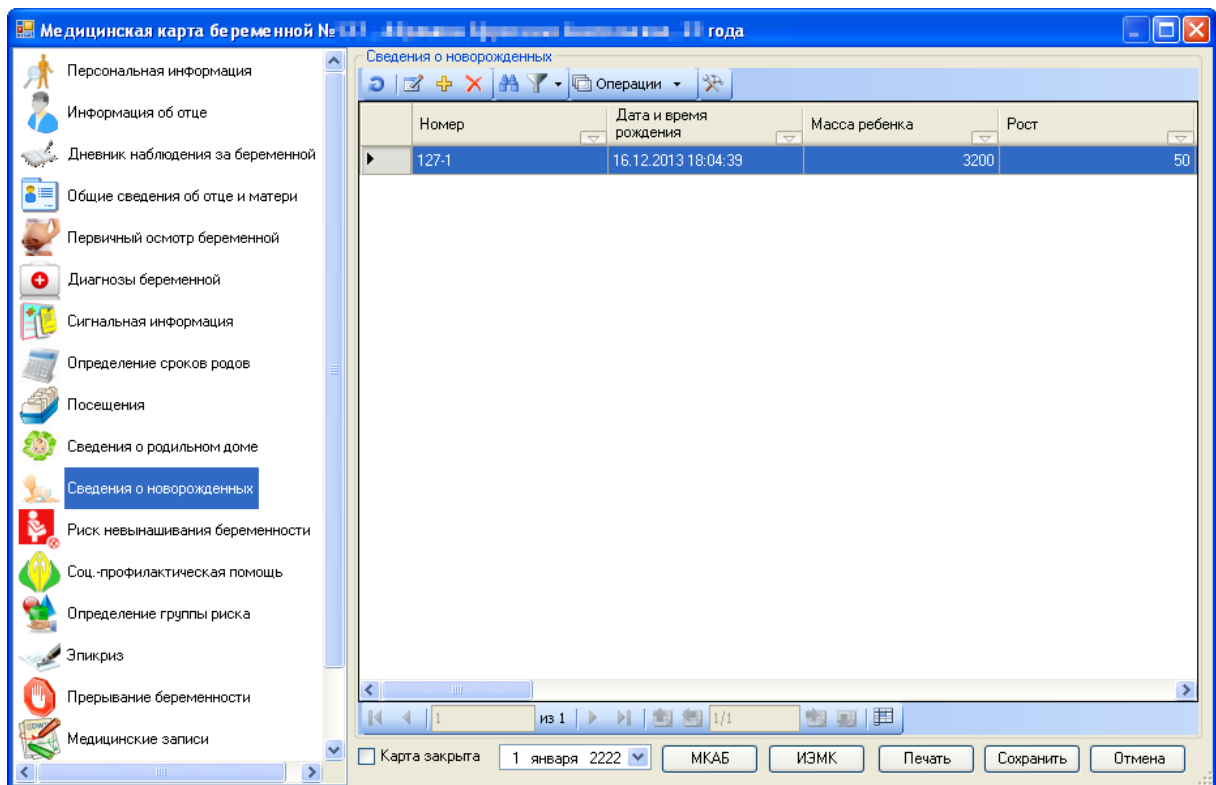 Медицинская карта беременной № года
Персональная информация
Информация об отце
Дневник наблюдения за беременной
Общие сведения об отце и матери
Первичный осмотр беременной
Диагнозы беременной
Сигнальная информация
Определение сроков родов
Посещения
Сведения о родильном доме
Сведения о новорожденных
Риск невынашивания беременности
Соц.-профилактическая помощь
Определение группы риска
Эпикриз
Прерывание беременности
Медицинские записи
Сведения о новорожденных
Операции
Номер
Дата и время
рождения
Масса ребенка
Рост
127-1 16.12.2013 18:04:39 3200 50
1 из 1 1/1
Карта закрыта 1 января 2222 МКАБ ИЭМК Печать Сохранить Отмена